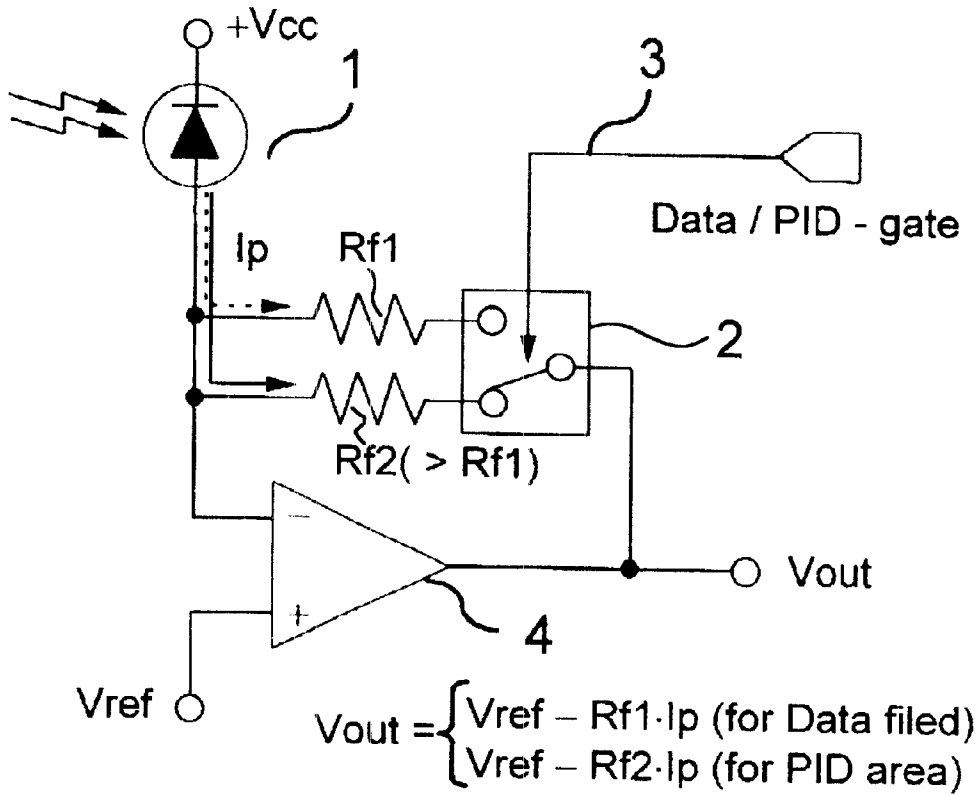 +Vcc
1
3
Data / PID - gate
Ip
Rf1
2
Rf2( > Rf1)
−
+
4
Vout
Vref
Vout = { Vref – Rf1·Ip (for Data filed)
Vref – Rf2·Ip (for PID area)